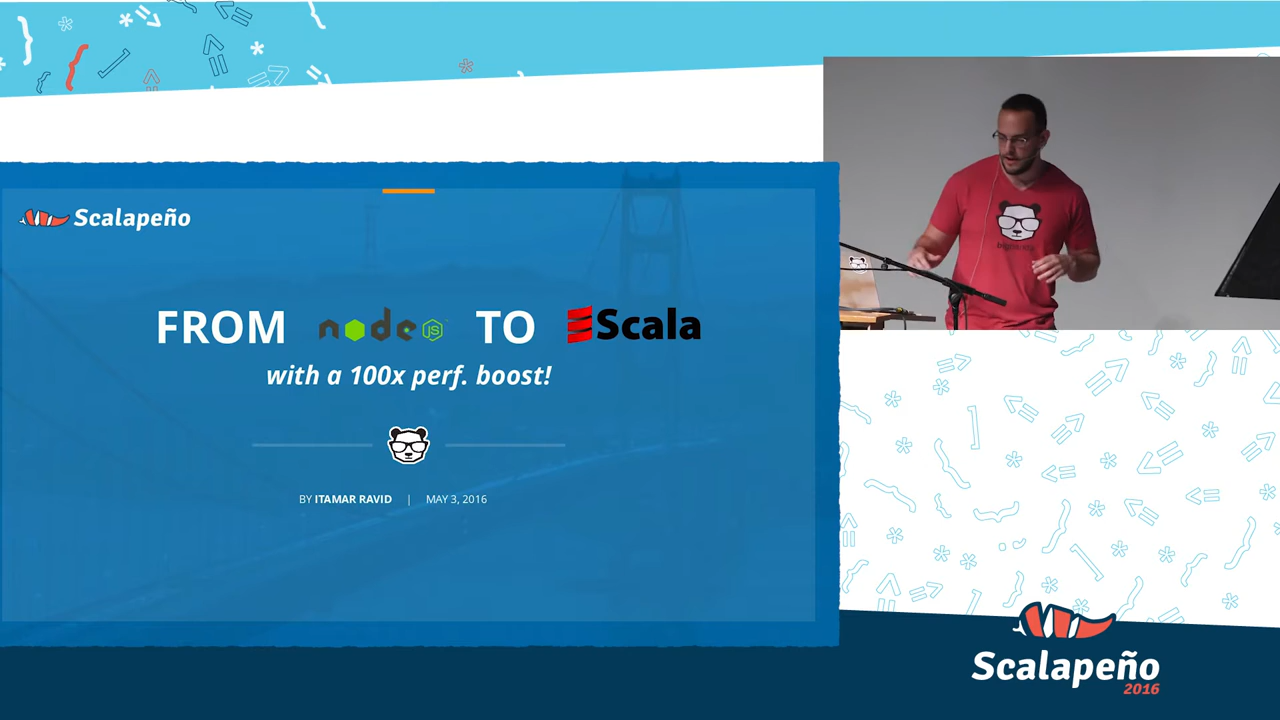 Scalapeño
FROM node JS TO Scala
with a 100x perf. boost!
BY ITAMAR RAVID | MAY 3, 2016
Scalapeño
2016